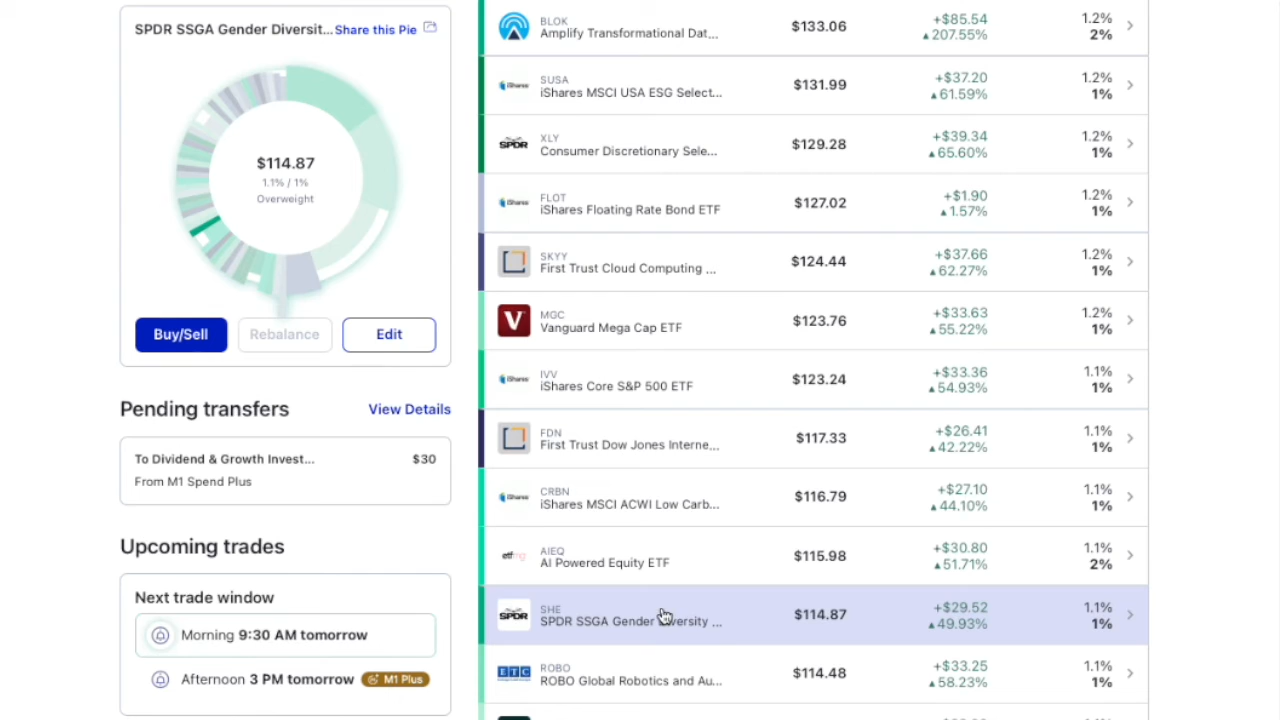 SPDR SSGA Gender Diversit... Share this Pie
$114.87
1.1% / 1%
Overweight
Buy/Sell Rebalance Edit
Pending transfers View Details
To Dividend & Growth Invest... $30
From M1 Spend Plus
Upcoming trades
Next trade window
Morning 9:30 AM tomorrow
Afternoon 3 PM tomorrow M1 Plus
BLOK
Amplify Transformational Dat...
$133.06
+$85.54
▲207.55%
1.2%
2%
iShares
SUSA
iShares MSCI USA ESG Select...
$131.99
+$37.20
▲61.59%
1.2%
1%
SPDR
XLY
Consumer Discretionary Sele...
$129.28
+$39.34
▲65.60%
1.2%
1%
iShares
FLOT
iShares Floating Rate Bond ETF
$127.02
+$1.90
▲1.57%
1.2%
1%
SKYY
First Trust Cloud Computing ...
$124.44
+$37.66
▲62.27%
1.2%
1%
V
MGC
Vanguard Mega Cap ETF
$123.76
+$33.63
▲55.22%
1.2%
1%
iShares
IVV
iShares Core S&P 500 ETF
$123.24
+$33.36
▲54.93%
1.1%
1%
FDN
First Trust Dow Jones Interne...
$117.33
+$26.41
▲42.22%
1.1%
1%
iShares
CRBN
iShares MSCI ACWI Low Carb...
$116.79
+$27.10
▲44.10%
1.1%
1%
etfmg
AIEQ
AI Powered Equity ETF
$115.98
+$30.80
▲51.71%
1.1%
2%
SPDR
SHE
SPDR SSGA Gender Diversity ...
$114.87
+$29.52
▲49.93%
1.1%
1%
ETC
ROBO
ROBO Global Robotics and Au...
$114.48
+$33.25
▲58.23%
1.1%
1%